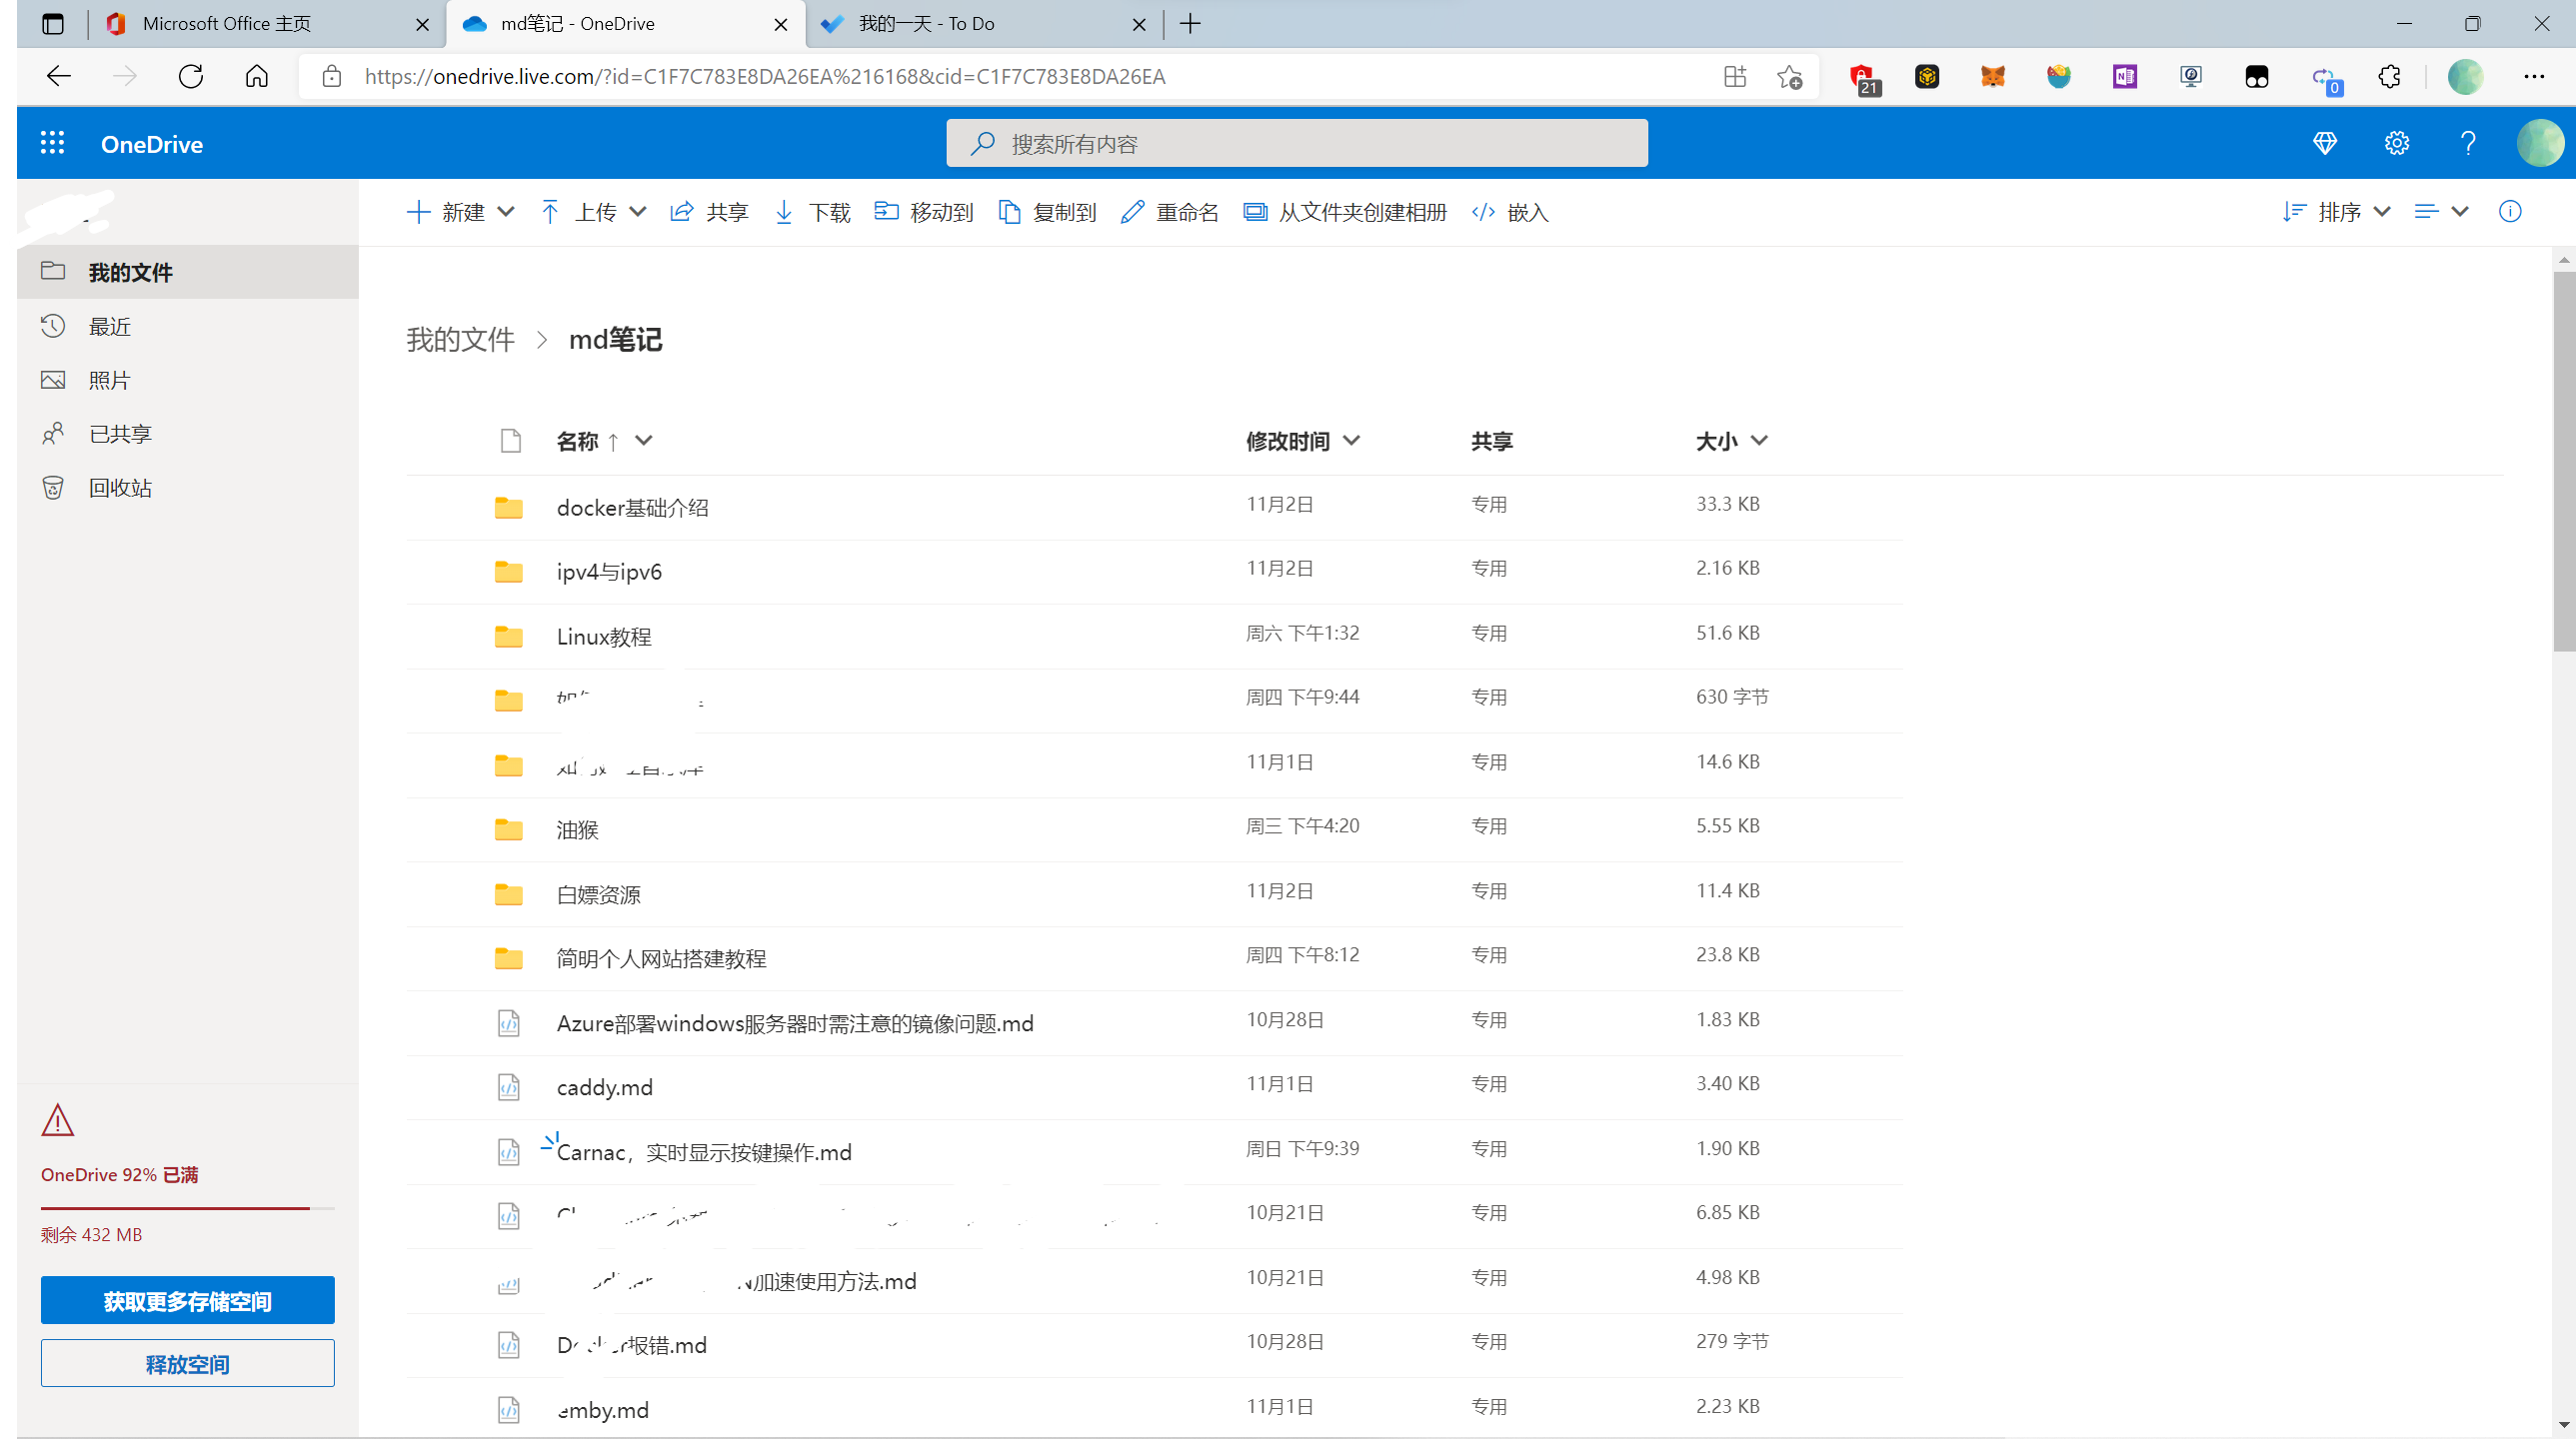 Microsoft Office 主页
md笔记 - OneDrive
我的一天 - To Do
https://onedrive.live.com/?id=C1F7C783E8DA26EA%216168&cid=C1F7C783E8DA26EA
21
0
OneDrive
搜索所有内容
新建 上传 共享 下载 移动到 复制到 重命名 从文件夹创建相册 嵌入 排序
我的文件
最近
照片
已共享
回收站
我的文件 > md笔记
名称 ↑ 修改时间 共享 大小
docker基础介绍 11月2日 专用 33.3 KB
ipv4与ipv6 11月2日 专用 2.16 KB
Linux教程 周六 下午1:32 专用 51.6 KB
周四 下午9:44 专用 630 字节
11月1日 专用 14.6 KB
油猴 周三 下午4:20 专用 5.55 KB
白嫖资源 11月2日 专用 11.4 KB
简明个人网站搭建教程 周四 下午8:12 专用 23.8 KB
Azure部署windows服务器时需注意的镜像问题.md 10月28日 专用 1.83 KB
caddy.md 11月1日 专用 3.40 KB
Carnac，实时显示按键操作.md 周日 下午9:39 专用 1.90 KB
10月21日 专用 6.85 KB
加速使用方法.md 10月21日 专用 4.98 KB
报错.md 10月28日 专用 279 字节
emby.md 11月1日 专用 2.23 KB
OneDrive 92% 已满
剩余 432 MB
获取更多存储空间
释放空间